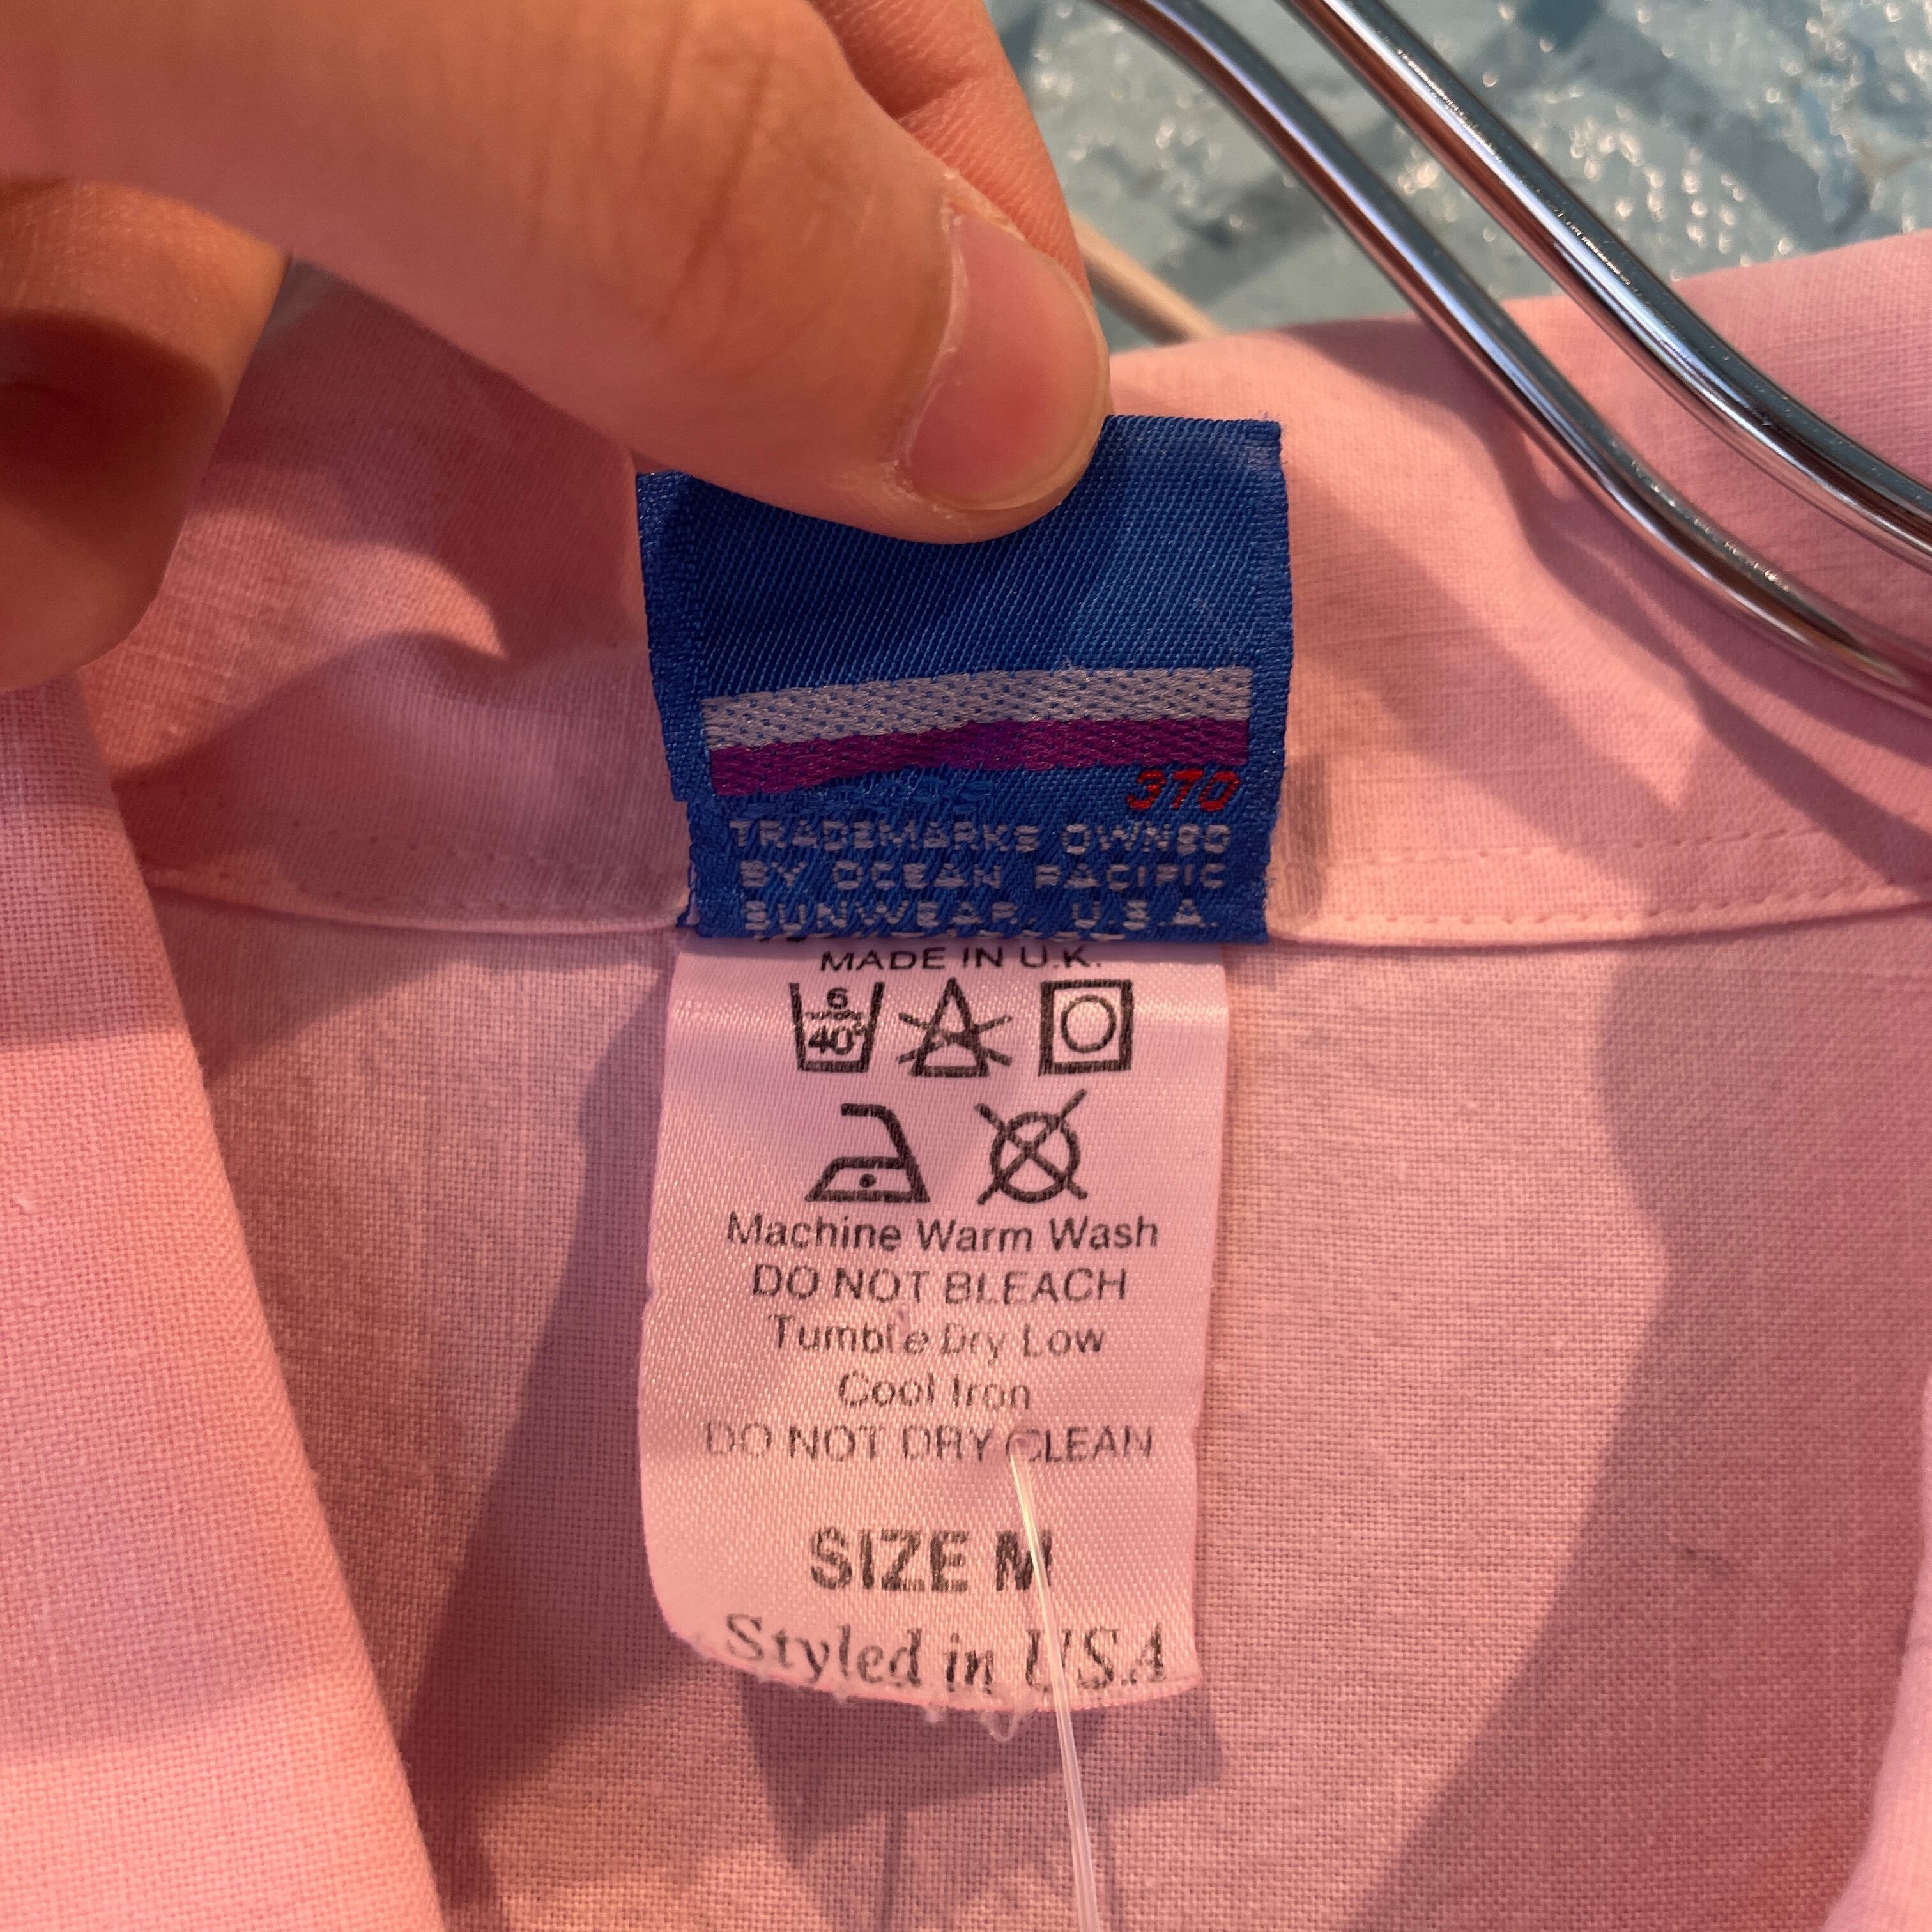 370
TRADEMARKS OWNED
BY OCEAN PACIFIC
SUNWEAR, U.S.A.
MADE IN U.K.
6
40°
Machine Warm Wash
DO NOT BLEACH
Tumble Dry Low
Cool Iron
DO NOT DRY CLEAN
SIZE M
Styled in USA